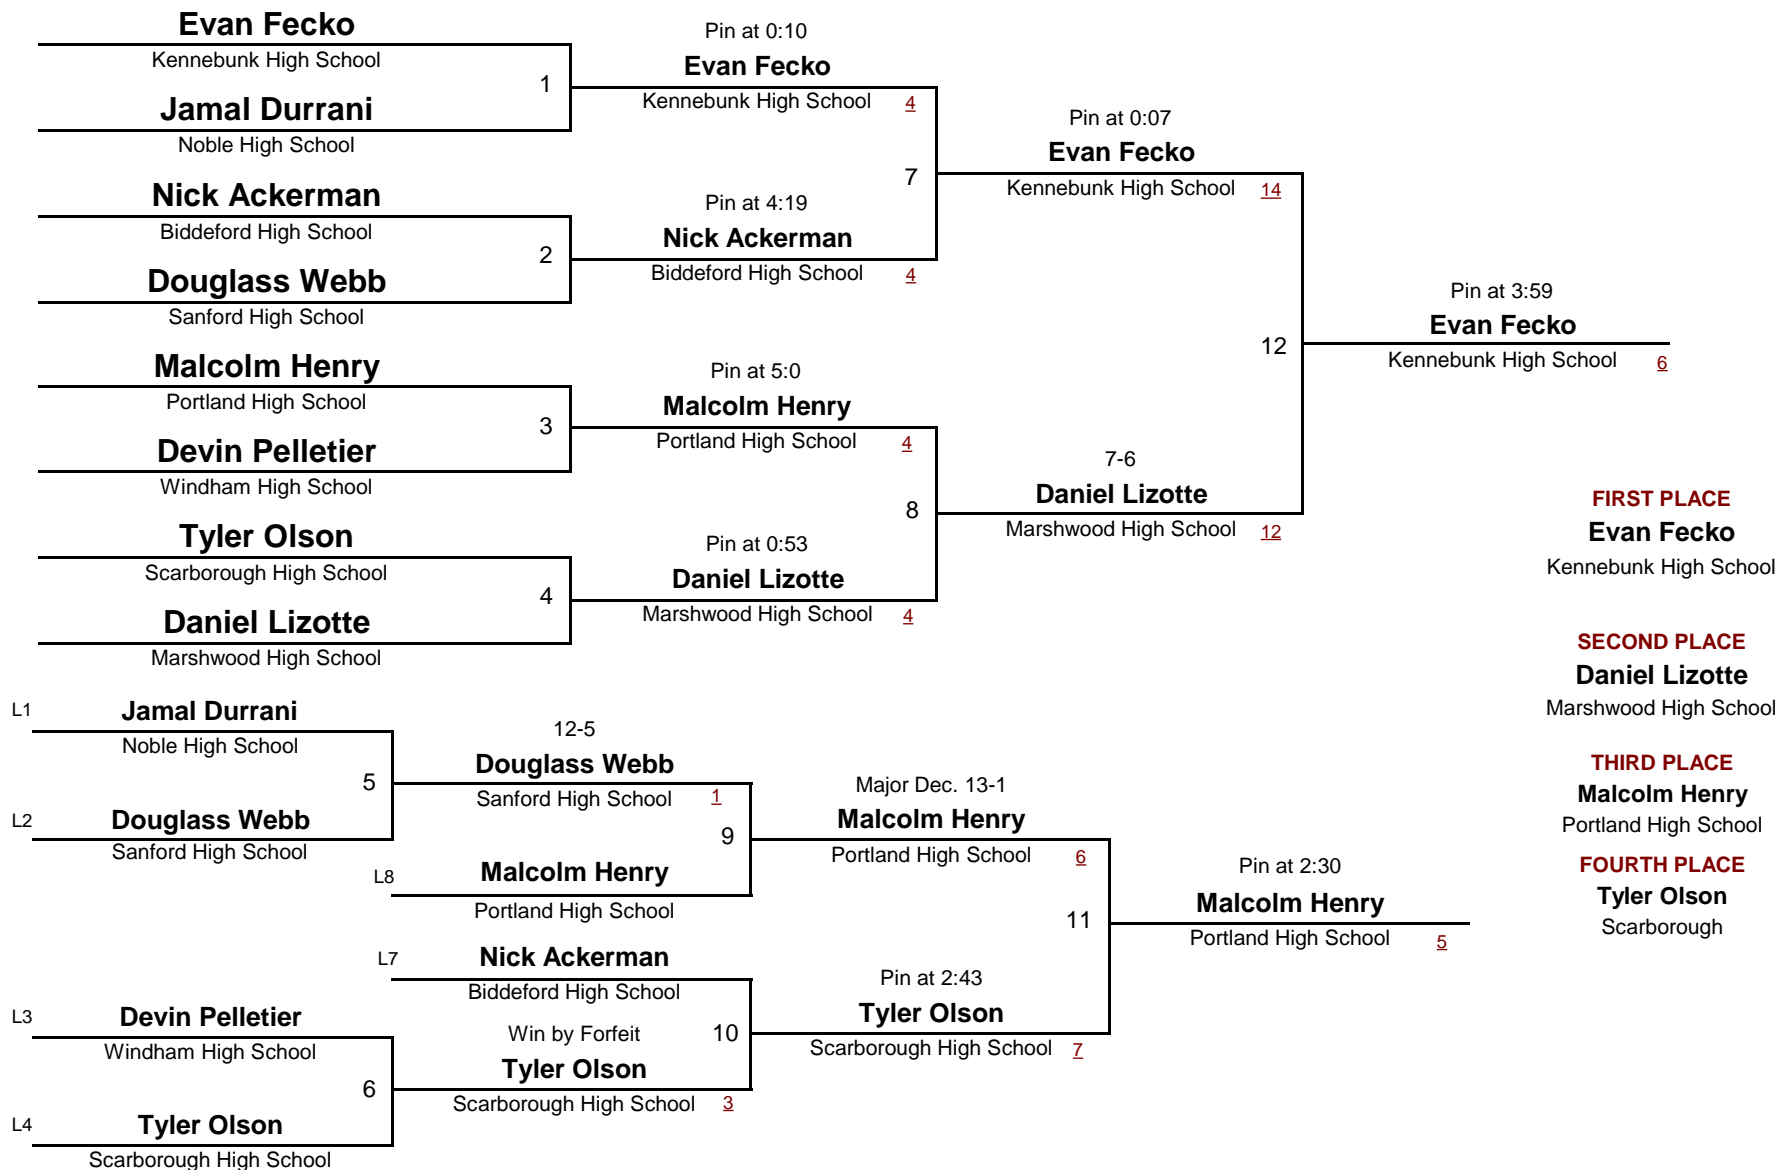 Evan Fecko
Kennebunk High School
1
Jamal Durrani
Noble High School
Nick Ackerman
Biddeford High School
2
Douglass Webb
Sanford High School
Malcolm Henry
Portland High School
3
Devin Pelletier
Windham High School
Tyler Olson
Scarborough High School
4
Daniel Lizotte
Marshwood High School
Pin at 0:10
Evan Fecko
Kennebunk High School 4
7
Pin at 4:19
Nick Ackerman
Biddeford High School 4
Pin at 5:0
Malcolm Henry
Portland High School 4
8
Pin at 0:53
Daniel Lizotte
Marshwood High School 4
Pin at 0:07
Evan Fecko
Kennebunk High School 14
12
7-6
Daniel Lizotte
Marshwood High School 12
Pin at 3:59
Evan Fecko
Kennebunk High School 6
FIRST PLACE
Evan Fecko
Kennebunk High School
SECOND PLACE
Daniel Lizotte
Marshwood High School
THIRD PLACE
Malcolm Henry
Portland High School
FOURTH PLACE
Tyler Olson
Scarborough
L1 Jamal Durrani
Noble High School
5
L2 Douglass Webb
Sanford High School
12-5
Douglass Webb
Sanford High School 1
9
L8 Malcolm Henry
Portland High School
L7 Nick Ackerman
Biddeford High School
L3 Devin Pelletier
Windham High School
6
L4 Tyler Olson
Scarborough High School
Win by Forfeit 10
Tyler Olson
Scarborough High School 3
Major Dec. 13-1
Malcolm Henry
Portland High School 6
11
Pin at 2:43
Tyler Olson
Scarborough High School 7
Pin at 2:30
Malcolm Henry
Portland High School 5